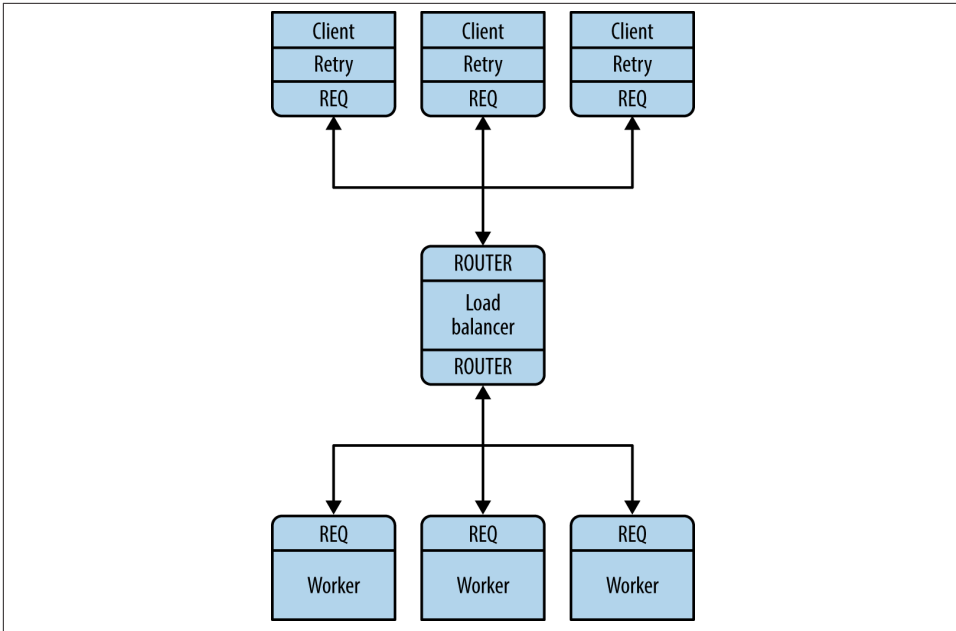 Client
Retry
REQ
Client
Retry
REQ
Client
Retry
REQ
ROUTER
Load
balancer
ROUTER
REQ
Worker
REQ
Worker
REQ
Worker